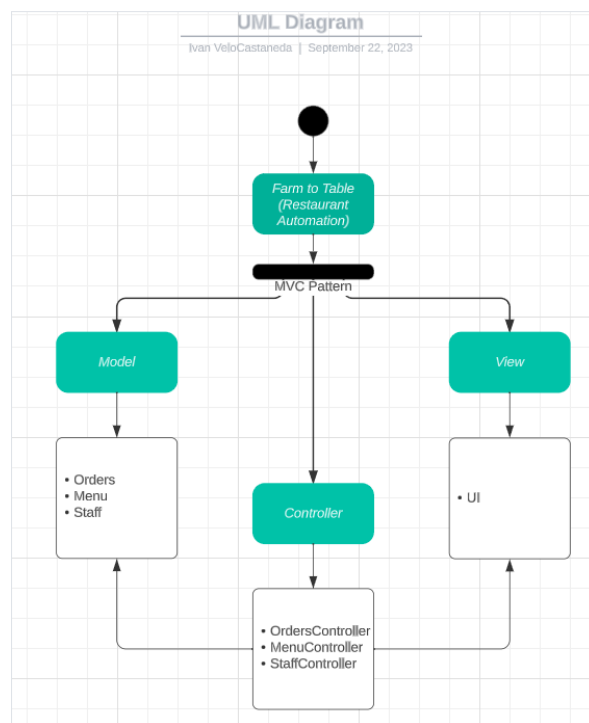 UML Diagram
Ivan VeloCastaneda | September 22, 2023
Farm to Table
(Restaurant
Automation)
MVC Pattern
Model
View
• Orders
• Menu
• Staff
• UI
Controller
• OrdersController
• MenuController
• StaffController